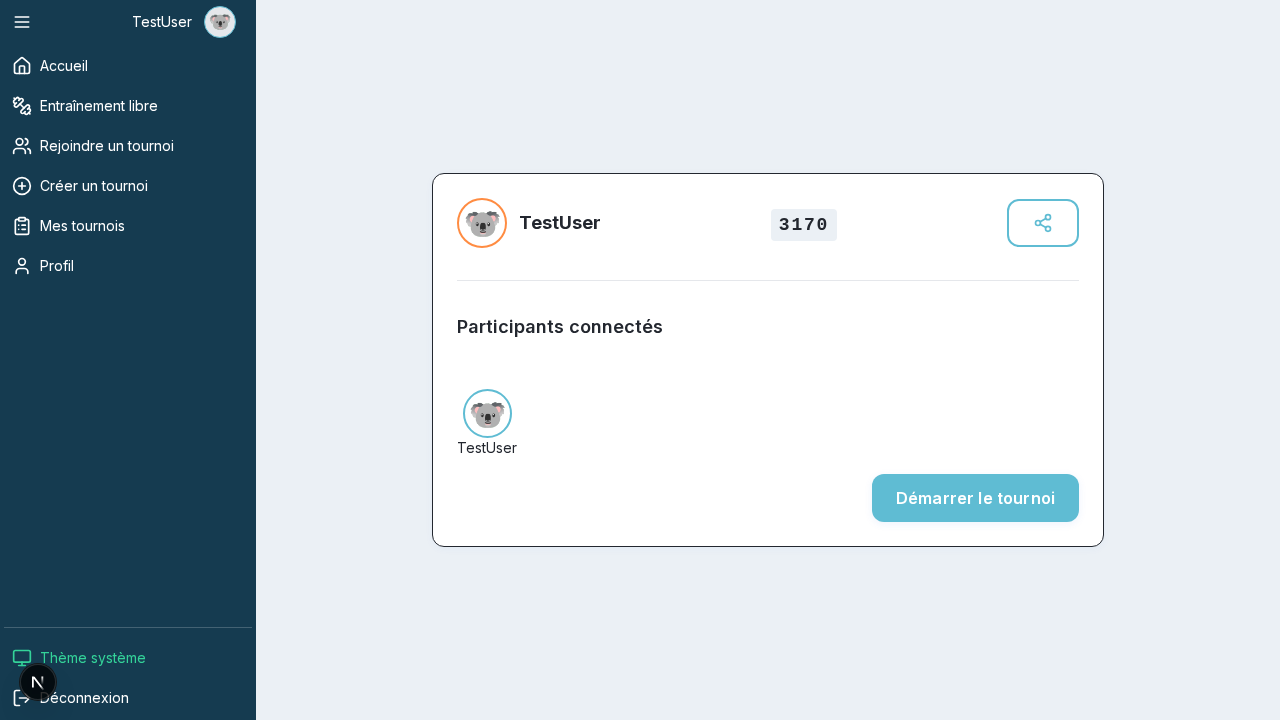 TestUser
Accueil
Entraînement libre
Rejoindre un tournoi
Créer un tournoi
Mes tournois
Profil
Thème système
N
Déconnexion
TestUser
3170
Participants connectés
TestUser
Démarrer le tournoi